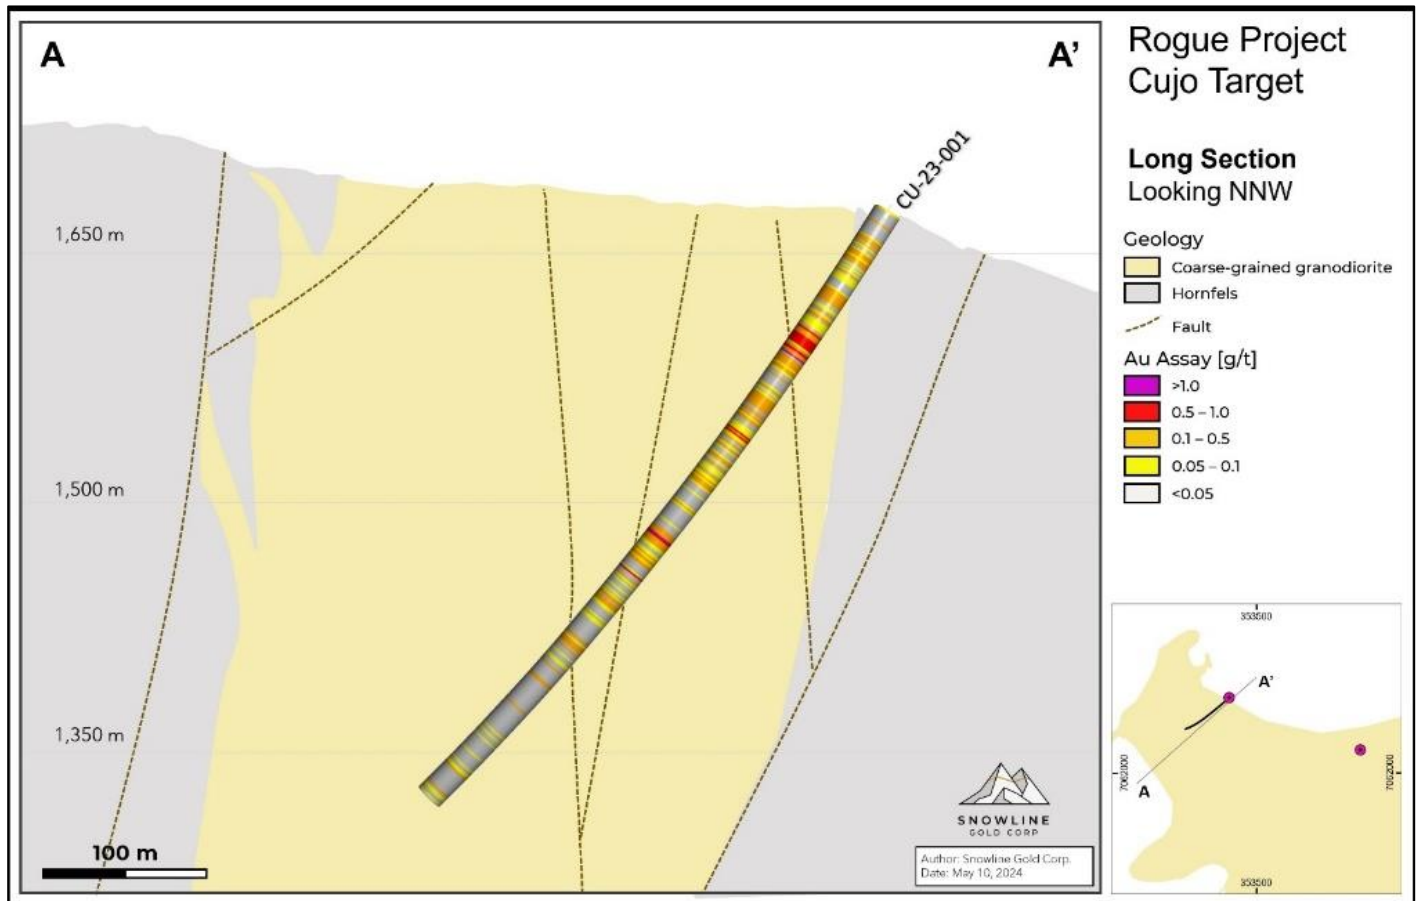 A
A'
Rogue Project
Cujo Target
CU-23-001
Long Section
Looking NNW
Geology
Coarse-grained granodiorite
Hornfels
Fault
Au Assay [g/t]
>1.0
0.5 – 1.0
0.1 – 0.5
0.05 – 0.1
<0.05
1,650 m
1,500 m
1,350 m
100 m
SNOWLINE
GOLD CORP
Author: Snowline Gold Corp.
Date: May 10, 2024
353500
A'
A
7062000
7062000
353500